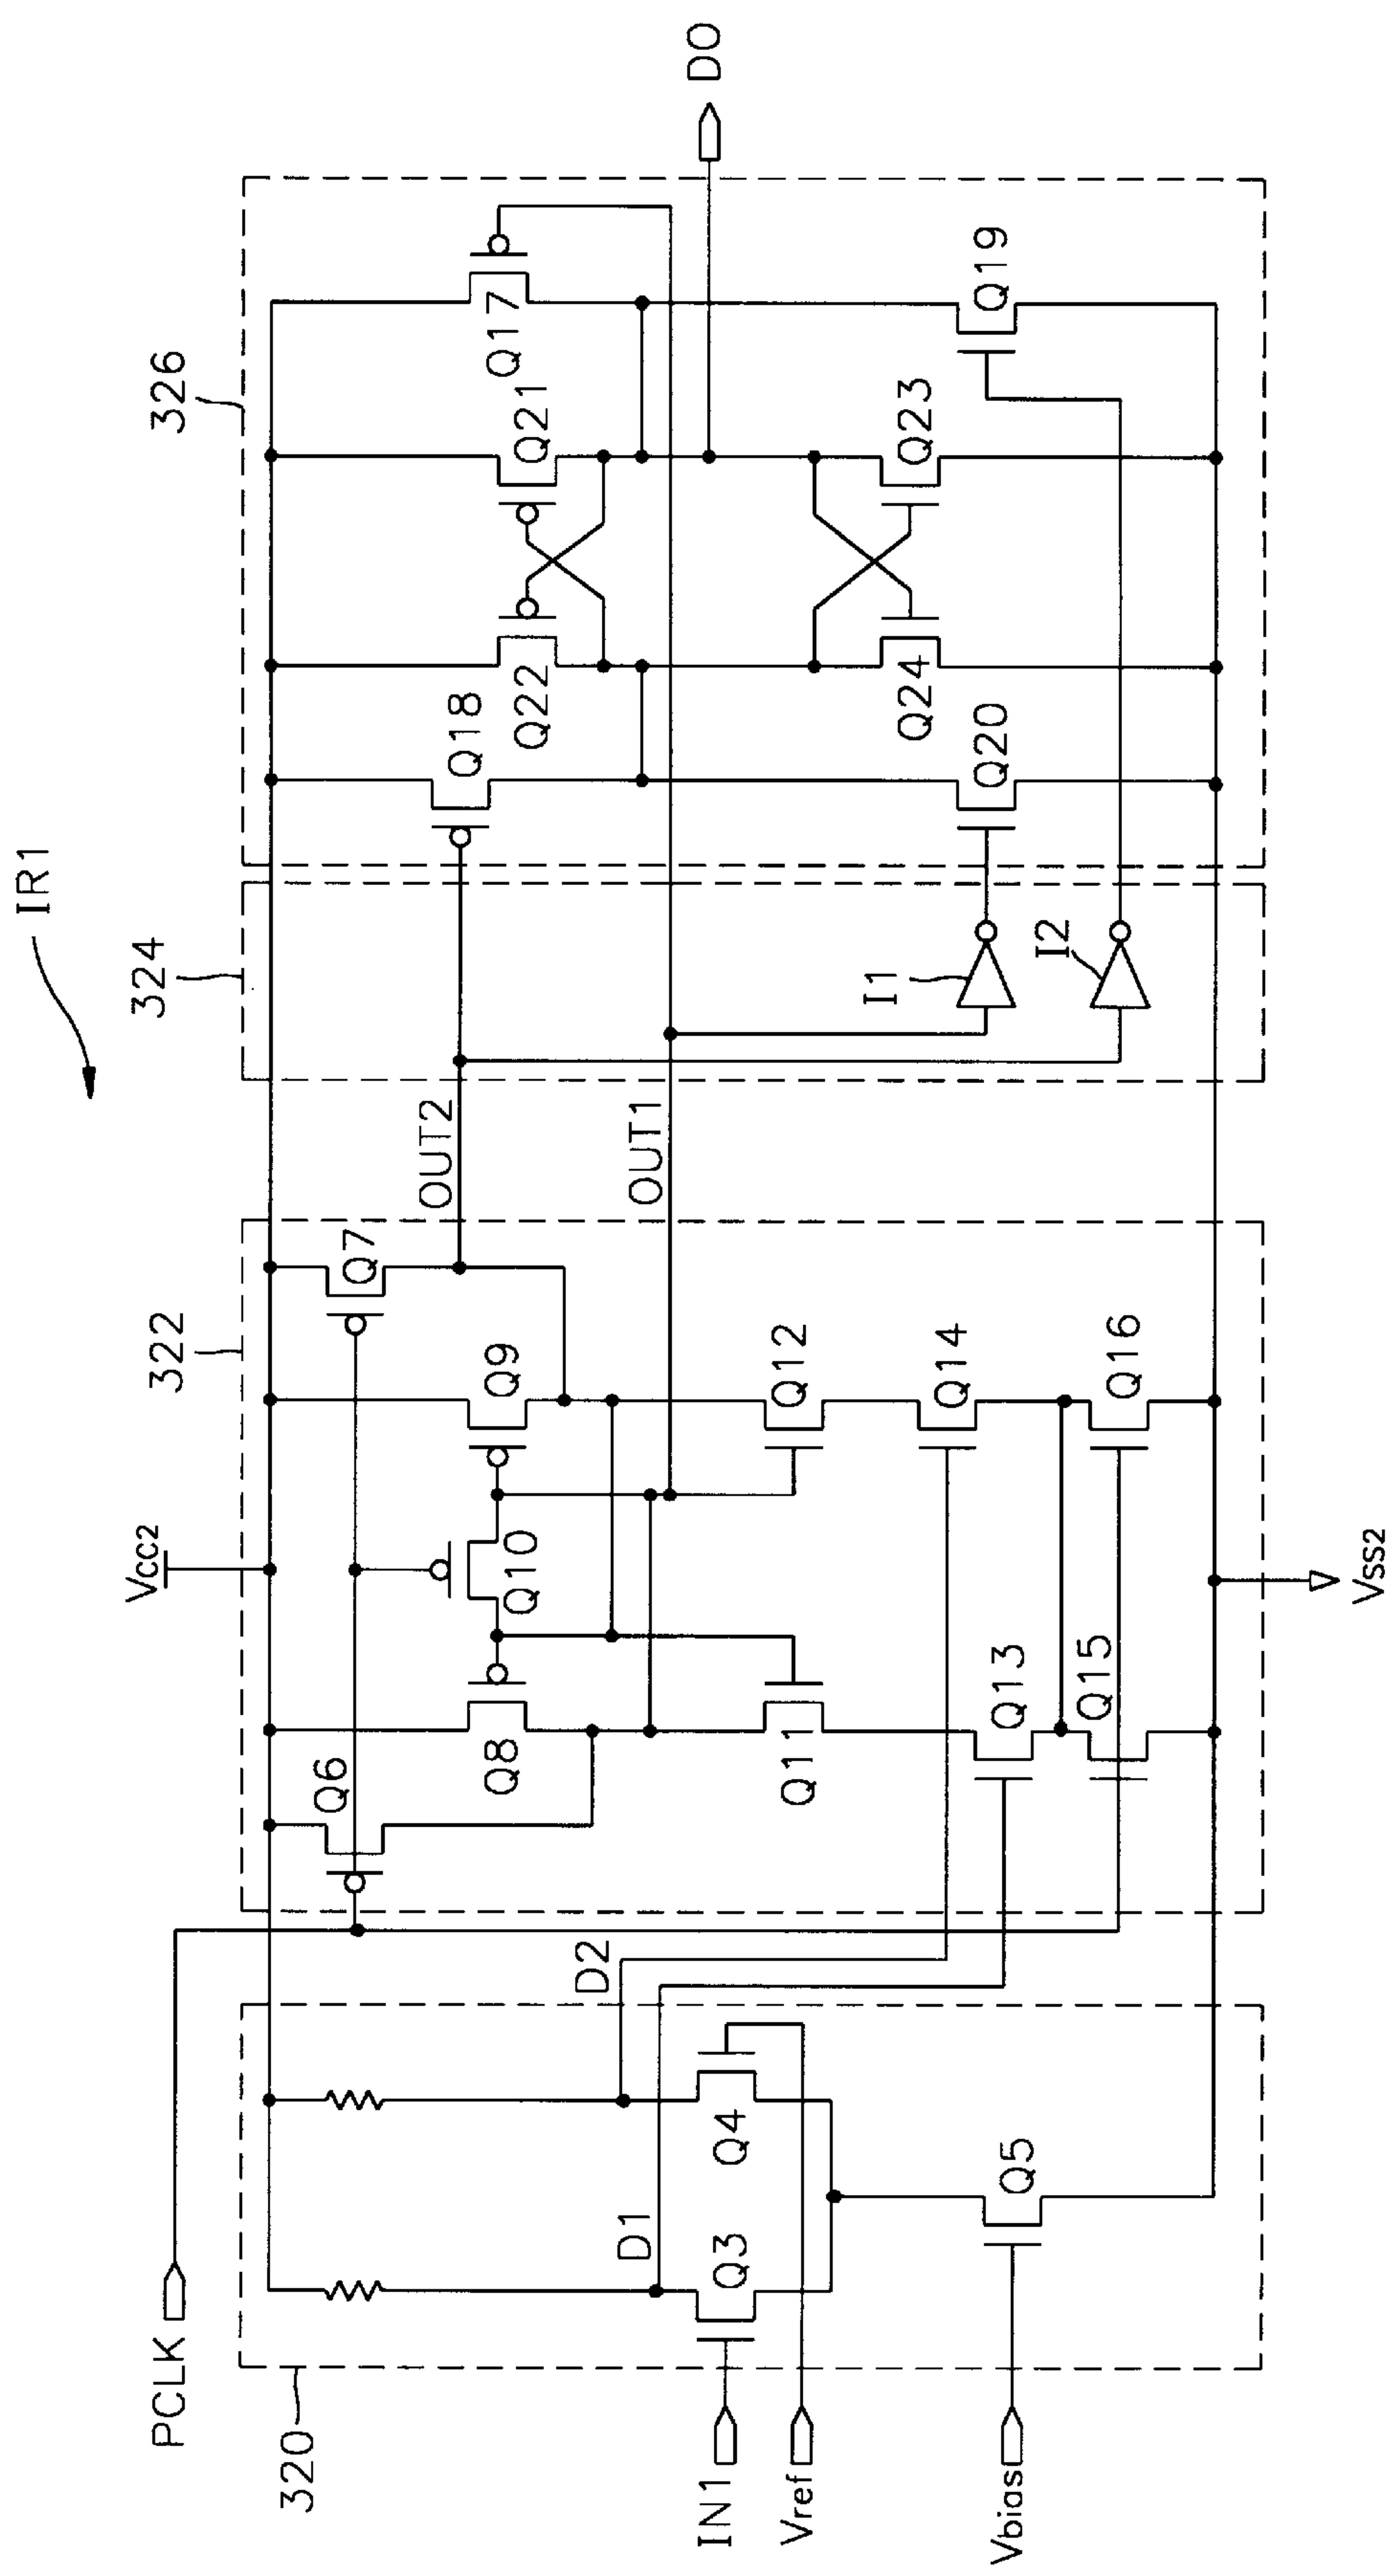 IR1
320
322
324
326
PCLK
IN1
Vref
Vbias
Vcc2
Vss2
D1
D2
Q3
Q4
Q5
Q6
Q7
Q8
Q9
Q10
Q11
Q12
Q13
Q14
Q15
Q16
OUT2
OUT1
I1
I2
Q18
Q22
Q21
Q17
Q20
Q24
Q23
Q19
DO